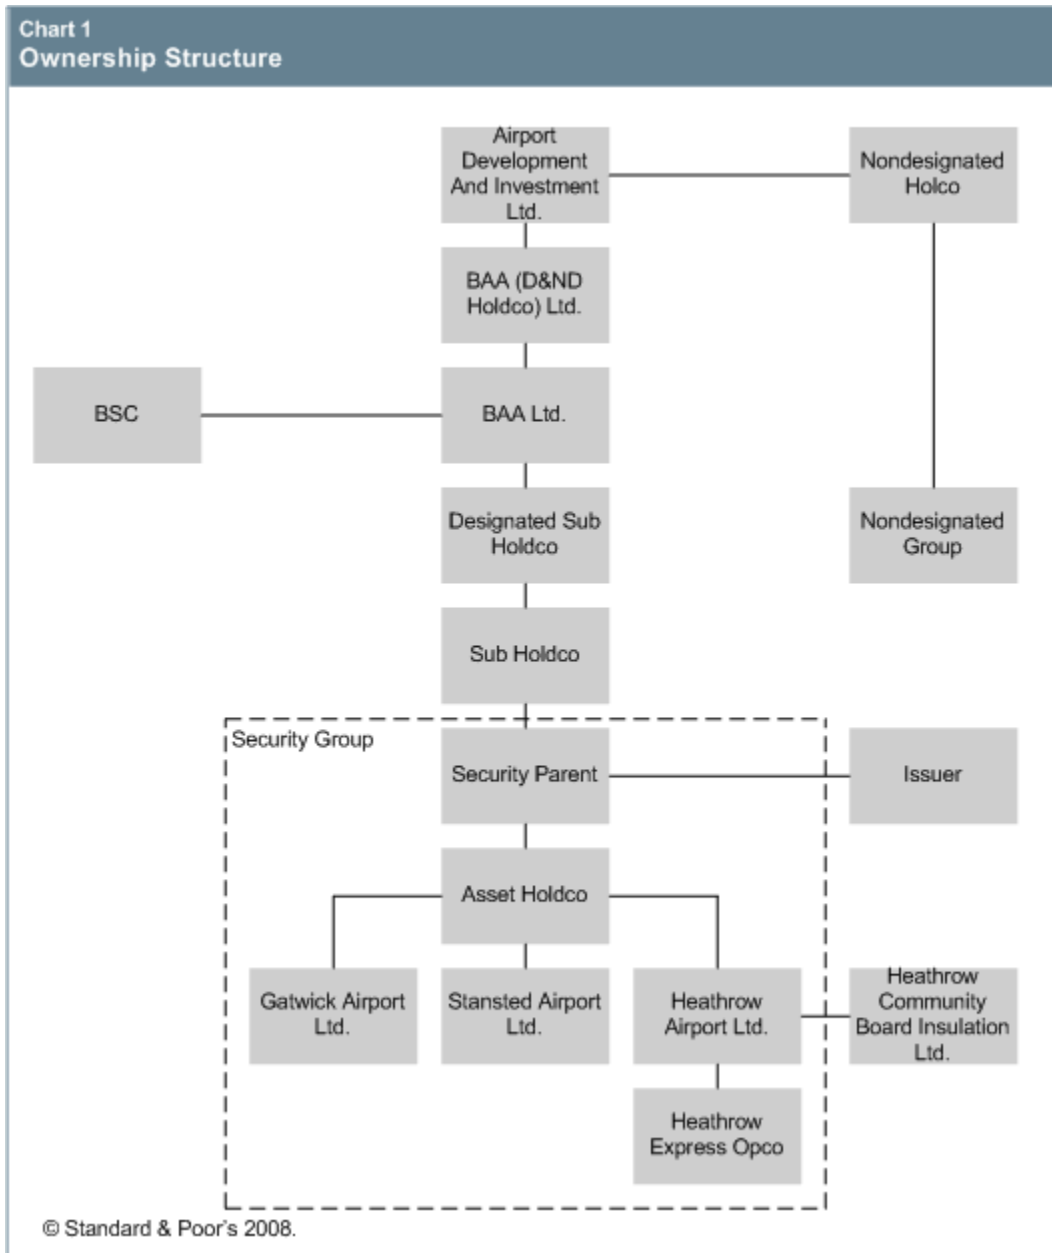 Chart 1
Ownership Structure
Airport
Development
And Investment
Ltd.
Nondesignated
Holco
BAA (D&ND
Holdco) Ltd.
BSC
BAA Ltd.
Designated Sub
Holdco
Nondesignated
Group
Sub Holdco
Security Group
Security Parent
Issuer
Asset Holdco
Gatwick Airport
Ltd.
Stansted Airport
Ltd.
Heathrow
Airport Ltd.
Heathrow
Community
Board Insulation
Ltd.
Heathrow
Express Opco
© Standard & Poor's 2008.